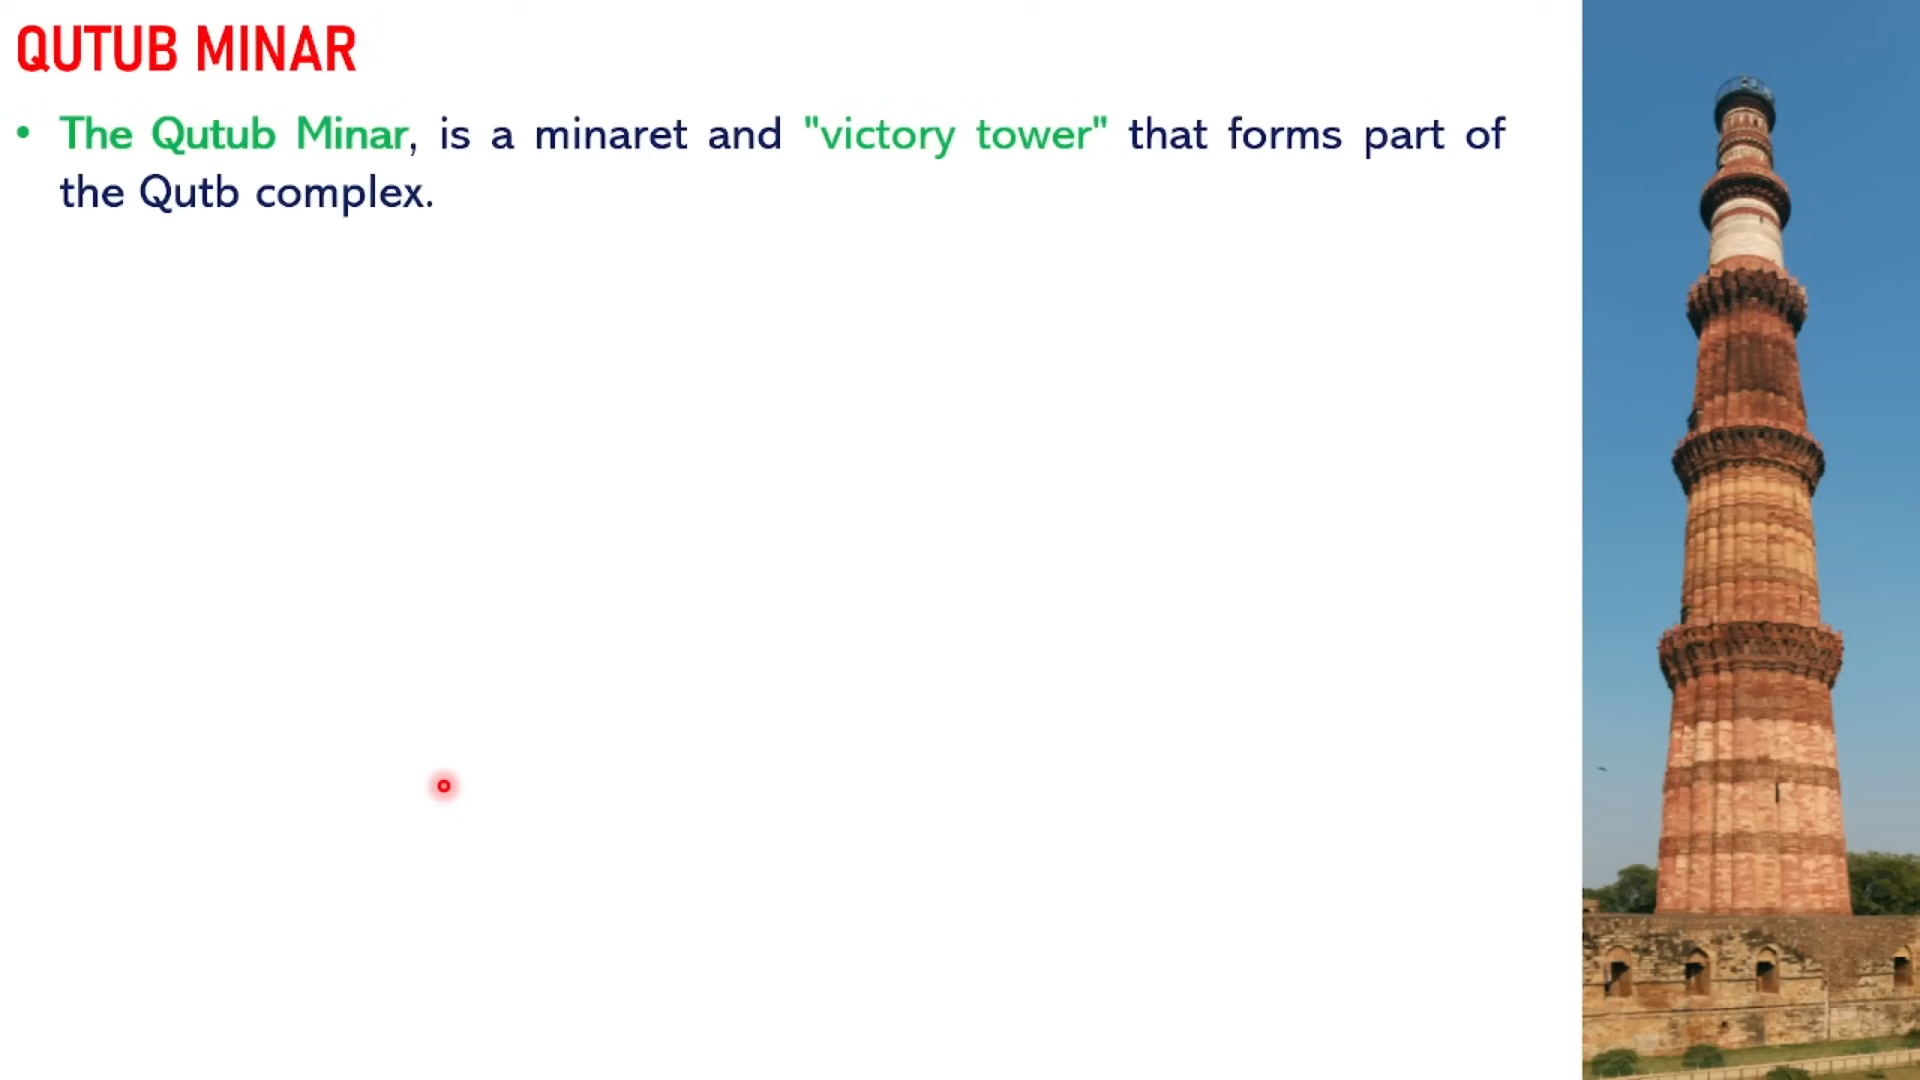 QUTUB MINAR
• The Qutub Minar, is a minaret and "victory tower" that forms part of
the Qutb complex.